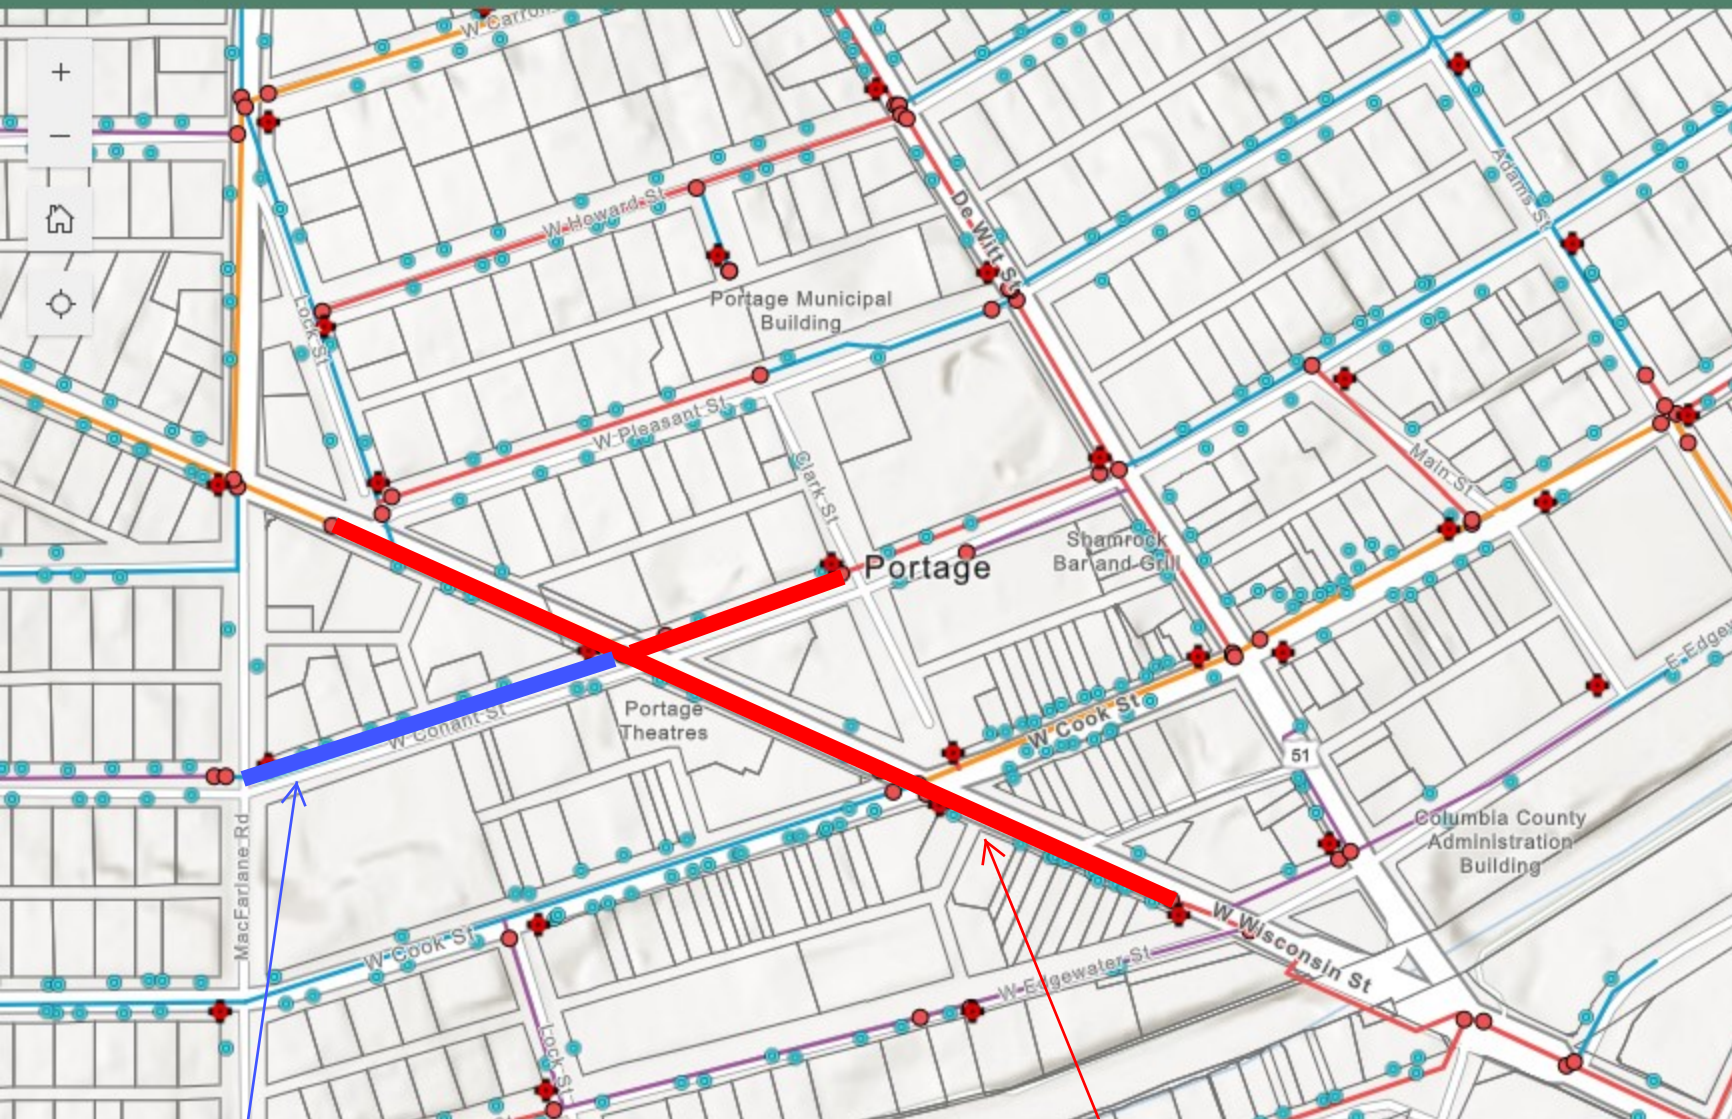 W Carroll
+
−
W Howard St
De Witt St
Adams St
Lock St
Portage Municipal
Building
W Pleasant St
Clark St
Main St
Shamrock
Bar and Grill
Portage
E Edgew
W Conant St
Portage
Theatres
W Cook St
51
Columbia County
Administration
Building
MacFarlane Rd
W Cook St
W Wisconsin St
W Edgewater St
Lock St